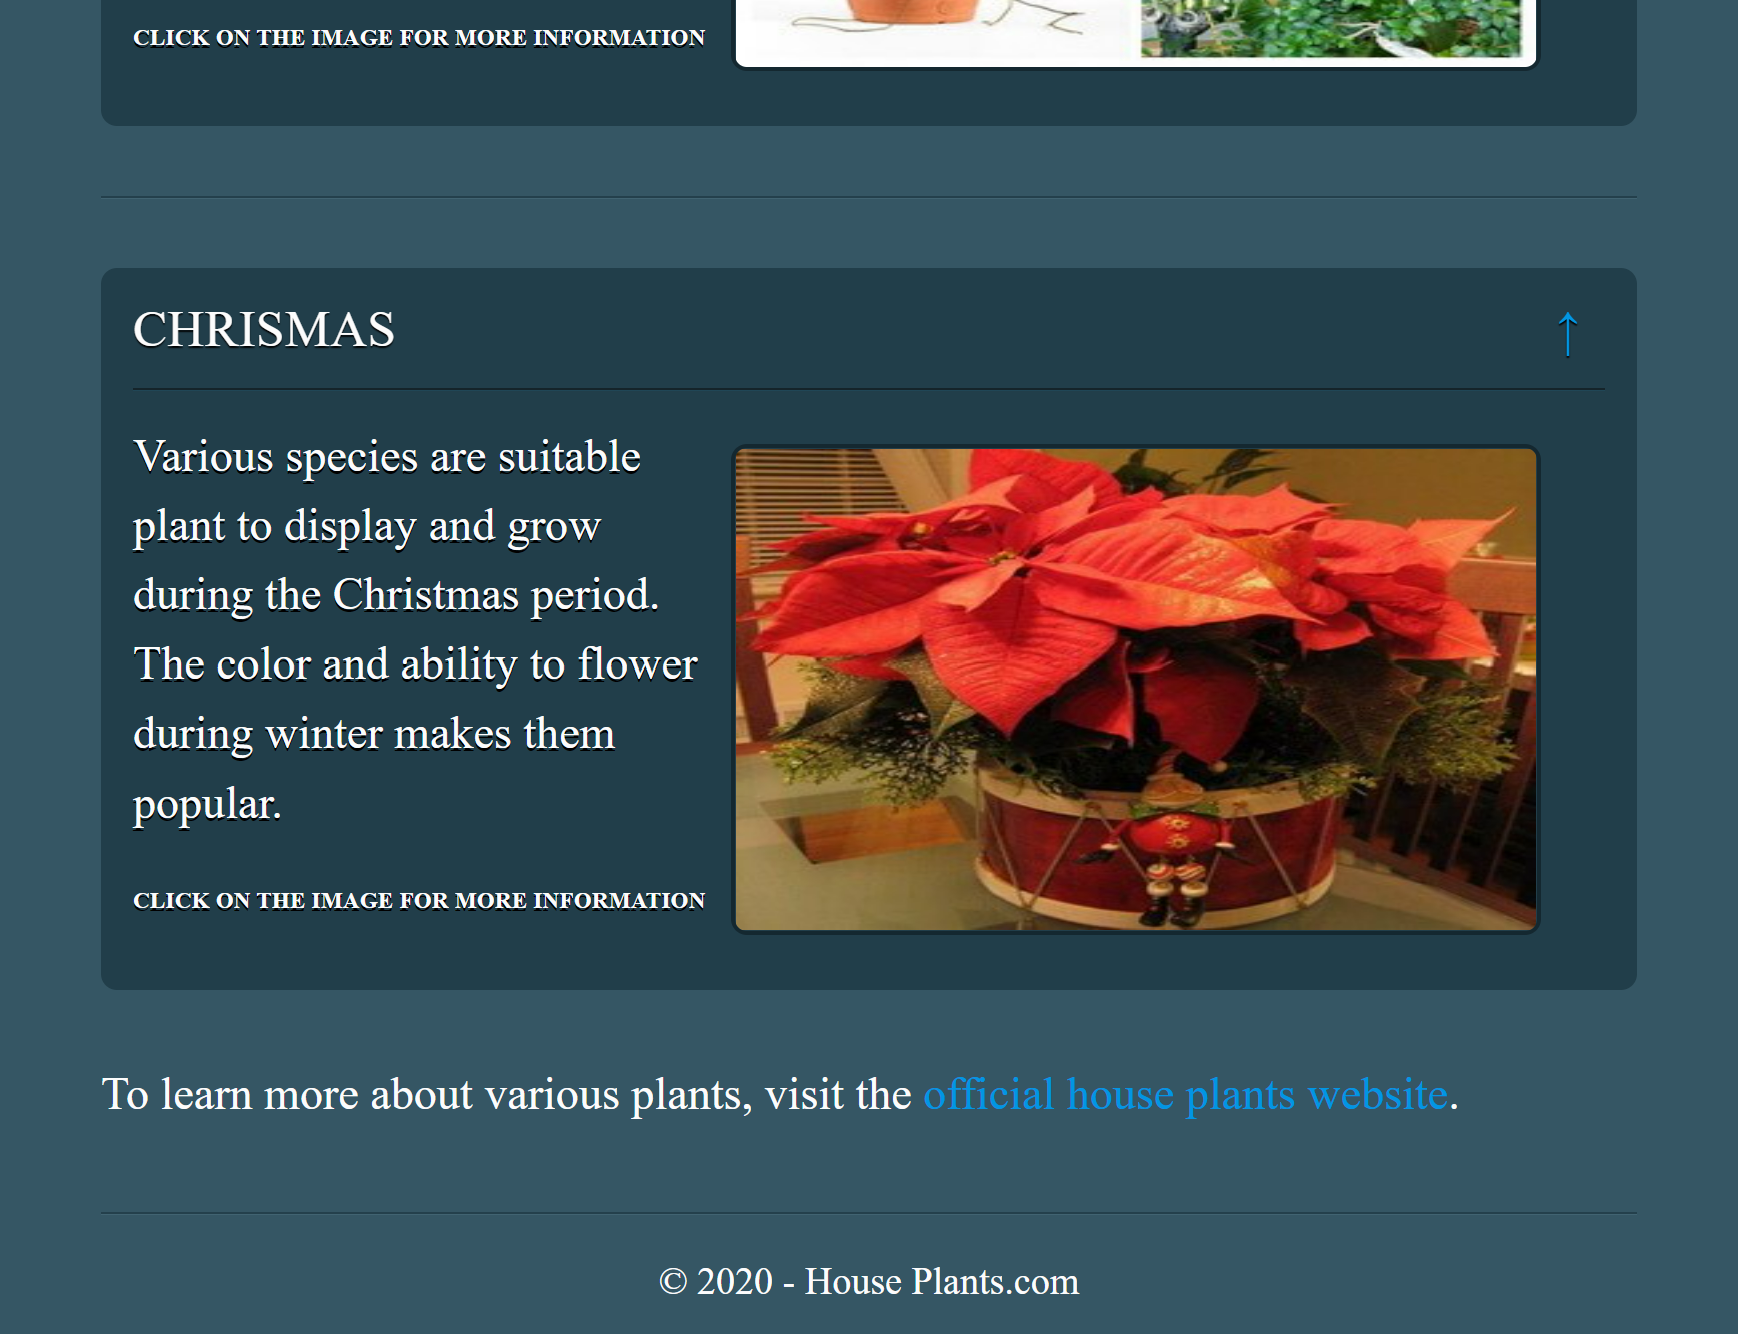 CLICK ON THE IMAGE FOR MORE INFORMATION
CHRISMAS ↑
Various species are suitable
plant to display and grow
during the Christmas period.
The color and ability to flower
during winter makes them
popular.
CLICK ON THE IMAGE FOR MORE INFORMATION
To learn more about various plants, visit the official house plants website.
© 2020 - House Plants.com